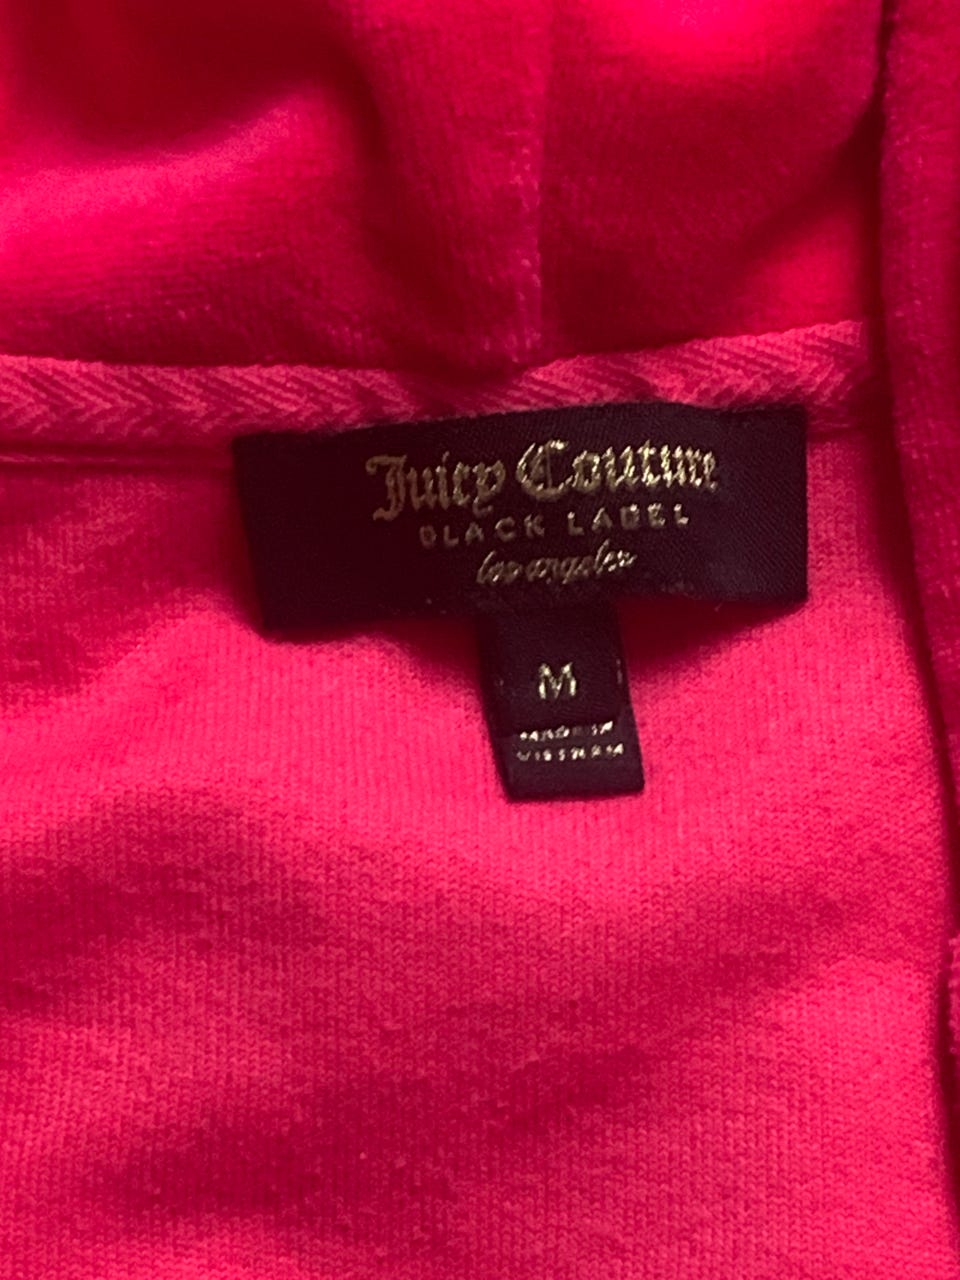 Juicy Couture
BLACK LABEL
los angeles
M
MADE IN
VIETNAM